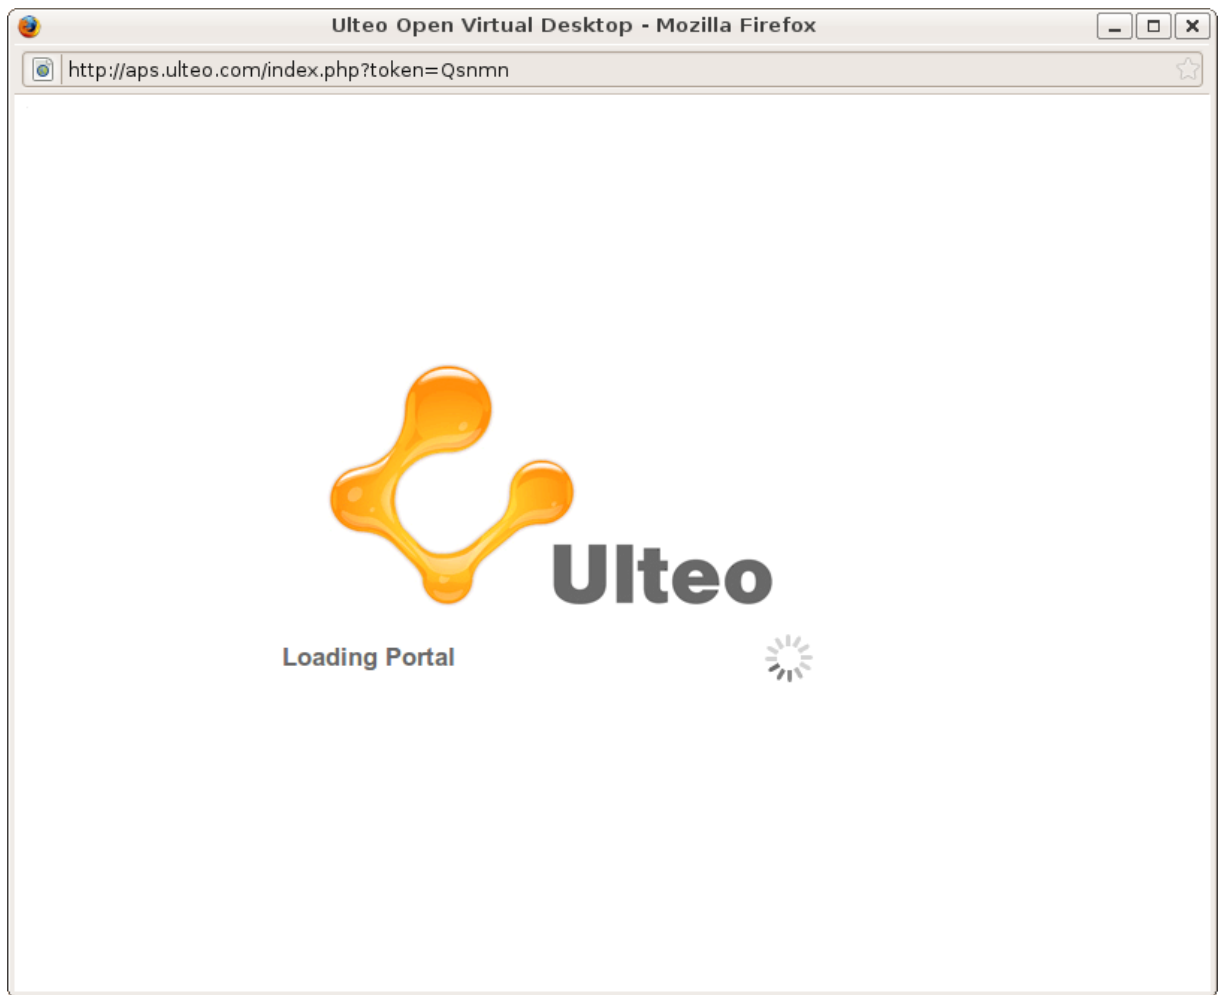 Ulteo Open Virtual Desktop - Mozilla Firefox
http://aps.ulteo.com/index.php?token=Qsnmn
Ulteo
Loading Portal